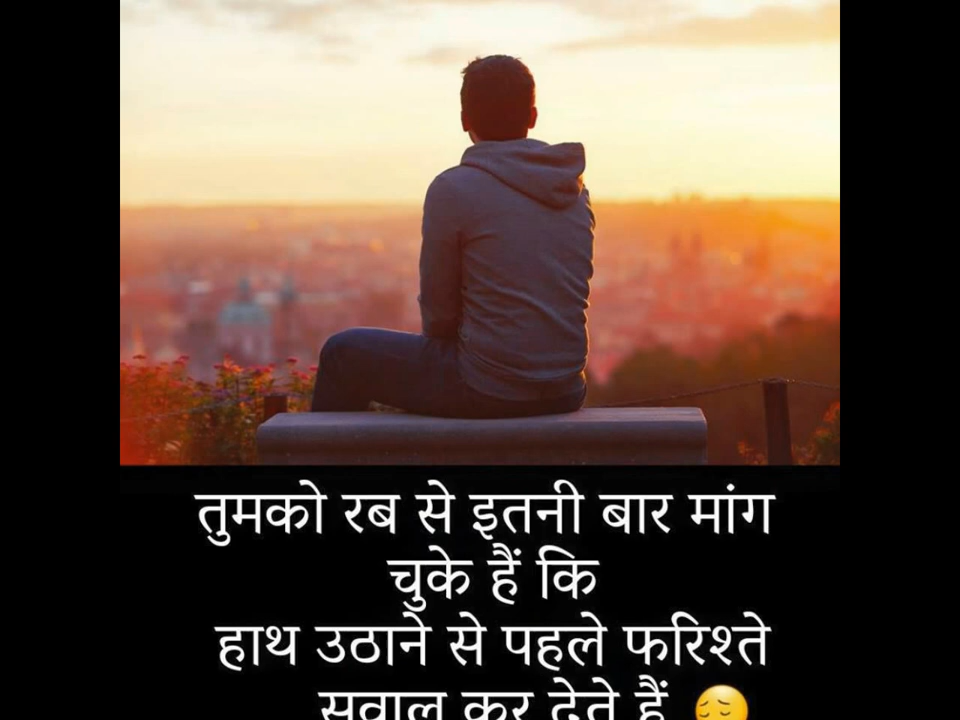 तुमको रब से इतनी बार मांग
चुके हैं कि
हाथ उठाने से पहले फरिश्ते
सवाल कर देते हैं 😔